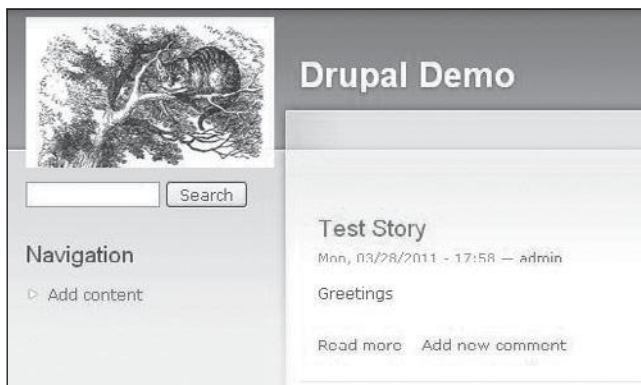 Drupal Demo
Search
Navigation
Add content
Test Story
Mon, 03/28/2011 - 17:58 — admin
Greetings
Read more Add new comment